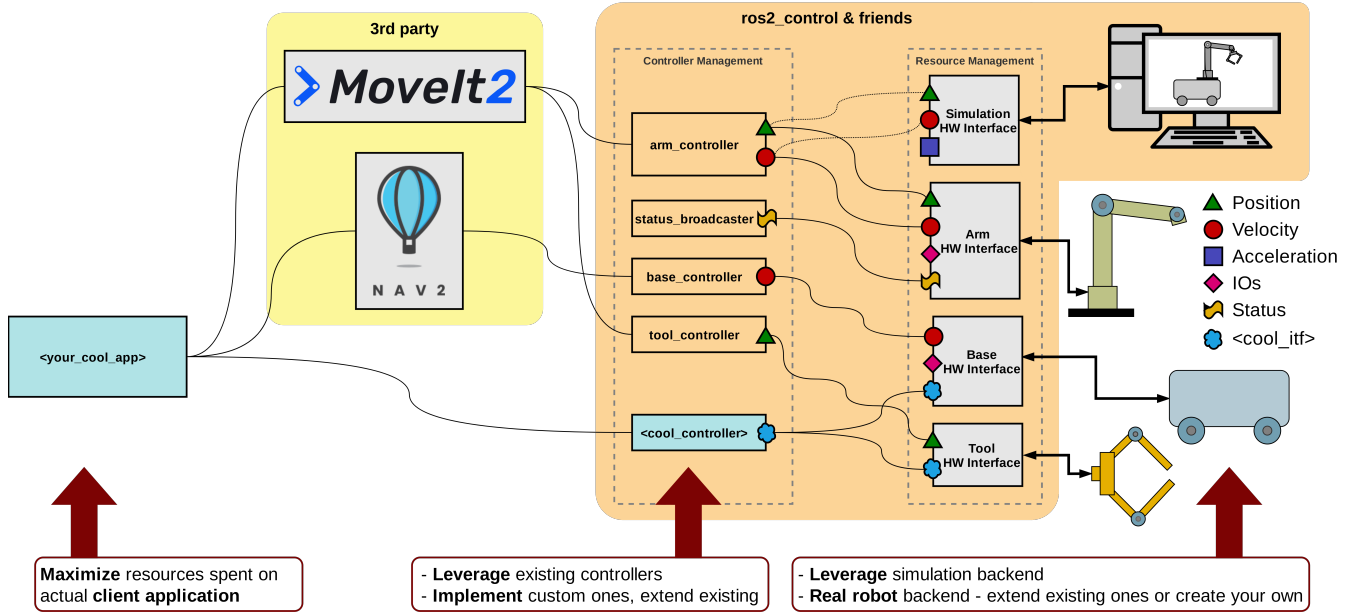 3rd party
MoveIt2
NAV2
<your_cool_app>
ros2_control & friends
Controller Management
arm_controller
status_broadcaster
base_controller
tool_controller
<cool_controller>
Resource Management
Simulation
HW Interface
Arm
HW Interface
Base
HW Interface
Tool
HW Interface
Position
Velocity
Acceleration
IOs
Status
<cool_itf>
Maximize resources spent on
actual client application
- Leverage existing controllers
- Implement custom ones, extend existing
- Leverage simulation backend
- Real robot backend - extend existing ones or create your own